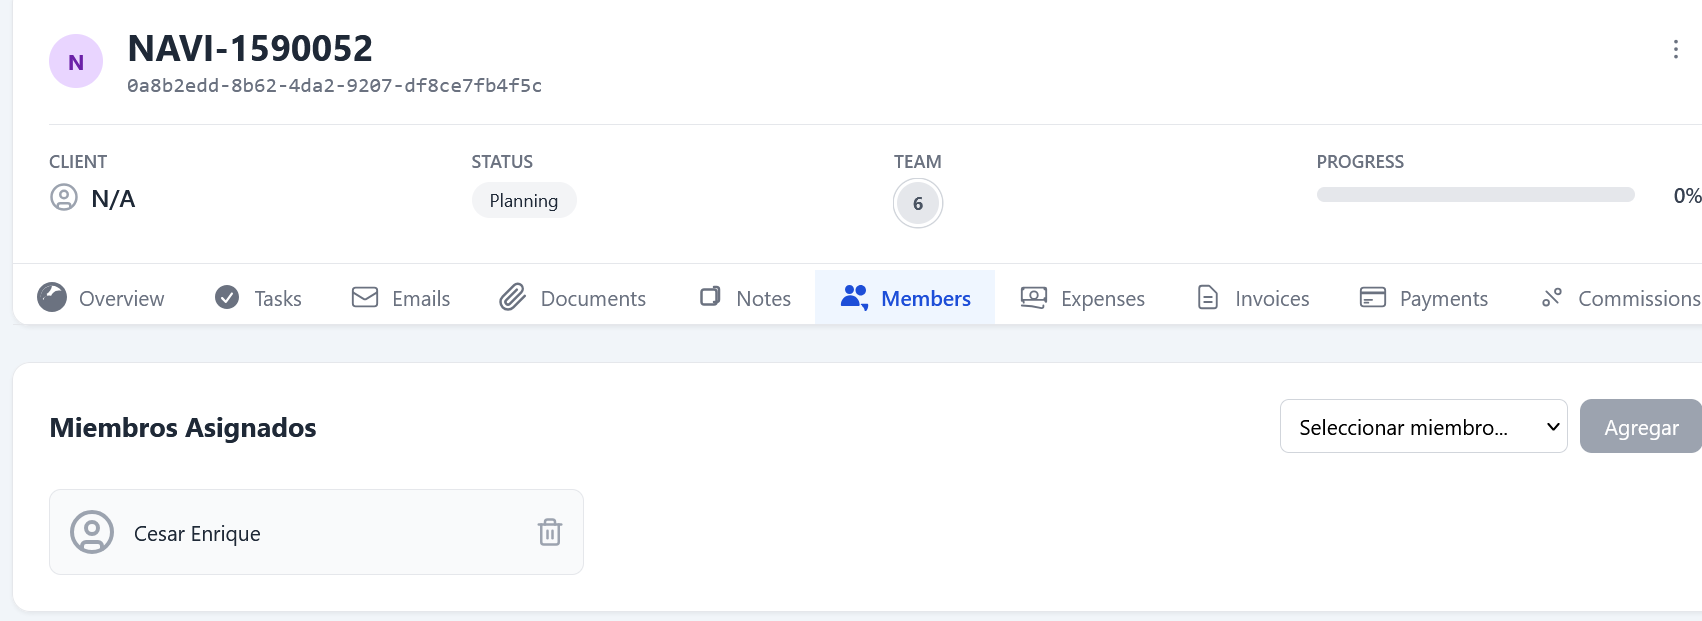 N
NAVI-1590052
0a8b2edd-8b62-4da2-9207-df8ce7fb4f5c
CLIENT
N/A
STATUS
Planning
TEAM
6
PROGRESS
0%
Overview
Tasks
Emails
Documents
Notes
Members
Expenses
Invoices
Payments
Commissions
Miembros Asignados
Seleccionar miembro...
Agregar
Cesar Enrique